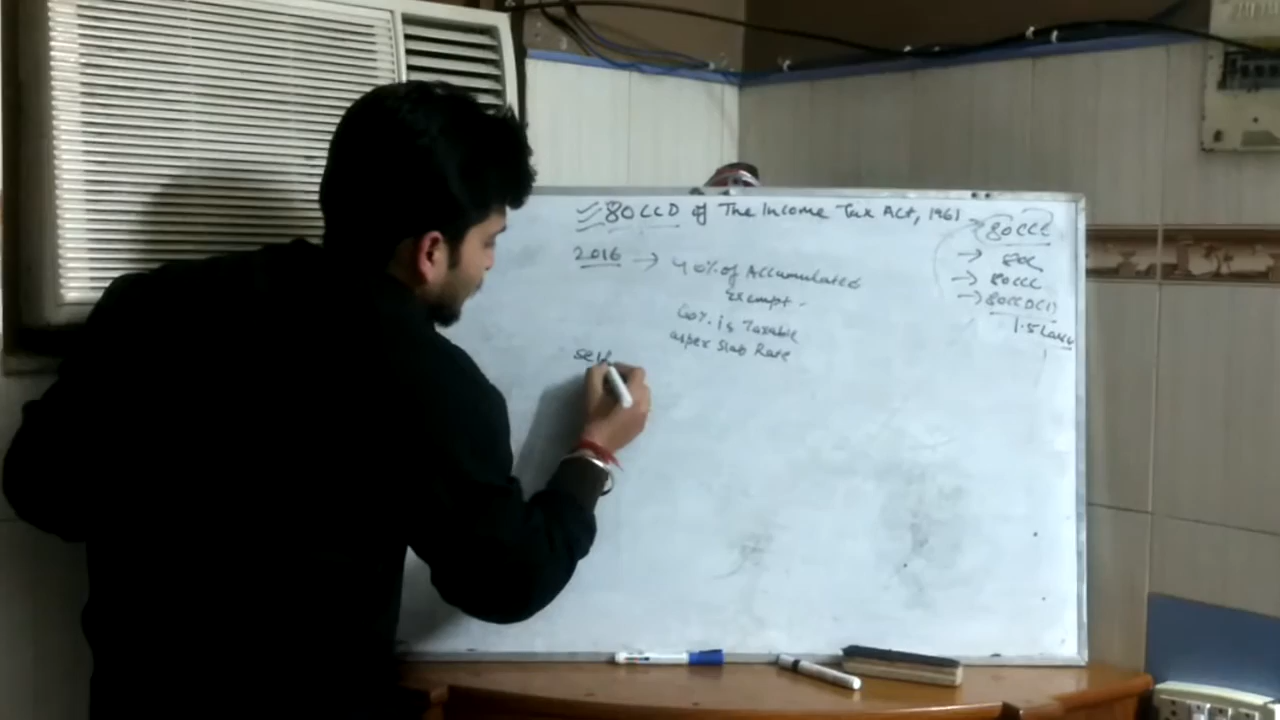 80CCD of The Income Tax Act, 1961
2016 → 40% of Accumulated
Exempt.
60% is Taxable
as per Slab Rate
Self
80CCE
→ 80C
→ 80CCC
→ 80CCD(1)
1.5 Lakh